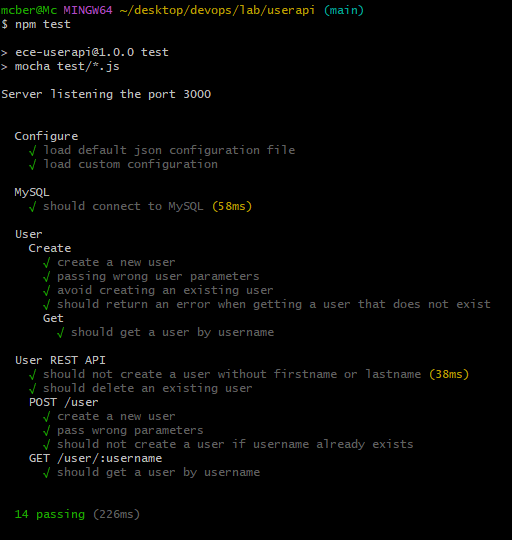 mcber@Mc MINGW64 ~/desktop/devops/lab/userapi (main)
$ npm test
> ece-userapi@1.0.0 test
> mocha test/*.js
Server listening the port 3000
Configure
√ load default json configuration file
√ load custom configuration
MySQL
√ should connect to MySQL (58ms)
User
Create
√ create a new user
√ passing wrong user parameters
√ avoid creating an existing user
√ should return an error when getting a user that does not exist
Get
√ should get a user by username
User REST API
√ should not create a user without firstname or lastname (38ms)
√ should delete an existing user
POST /user
√ create a new user
√ pass wrong parameters
√ should not create a user if username already exists
GET /user/:username
√ should get a user by username
14 passing (226ms)